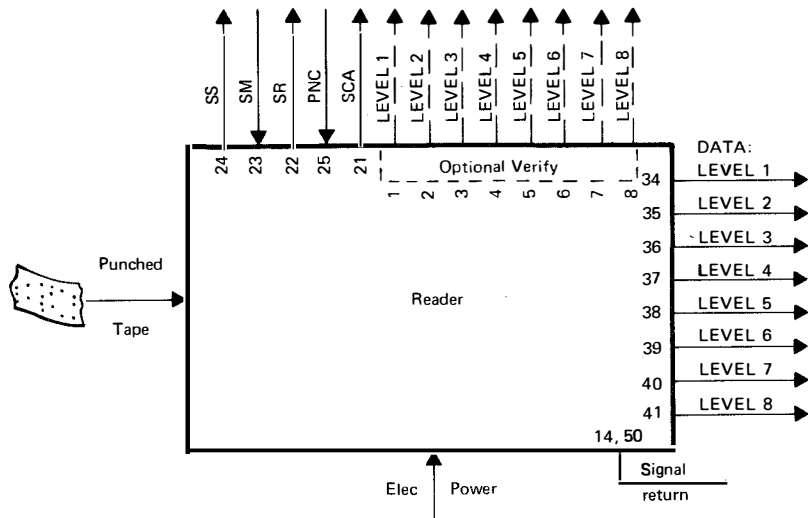 SS
SM
SR
PNC
SCA
LEVEL 1
LEVEL 2
LEVEL 3
LEVEL 4
LEVEL 5
LEVEL 6
LEVEL 7
LEVEL 8
24
23
22
25
21
Optional Verify
1
2
3
4
5
6
7
8
DATA:
34 LEVEL 1
35 LEVEL 2
36 LEVEL 3
37 LEVEL 4
38 LEVEL 5
39 LEVEL 6
40 LEVEL 7
41 LEVEL 8
Punched
Tape
Reader
14, 50
Signal
return
Elec Power